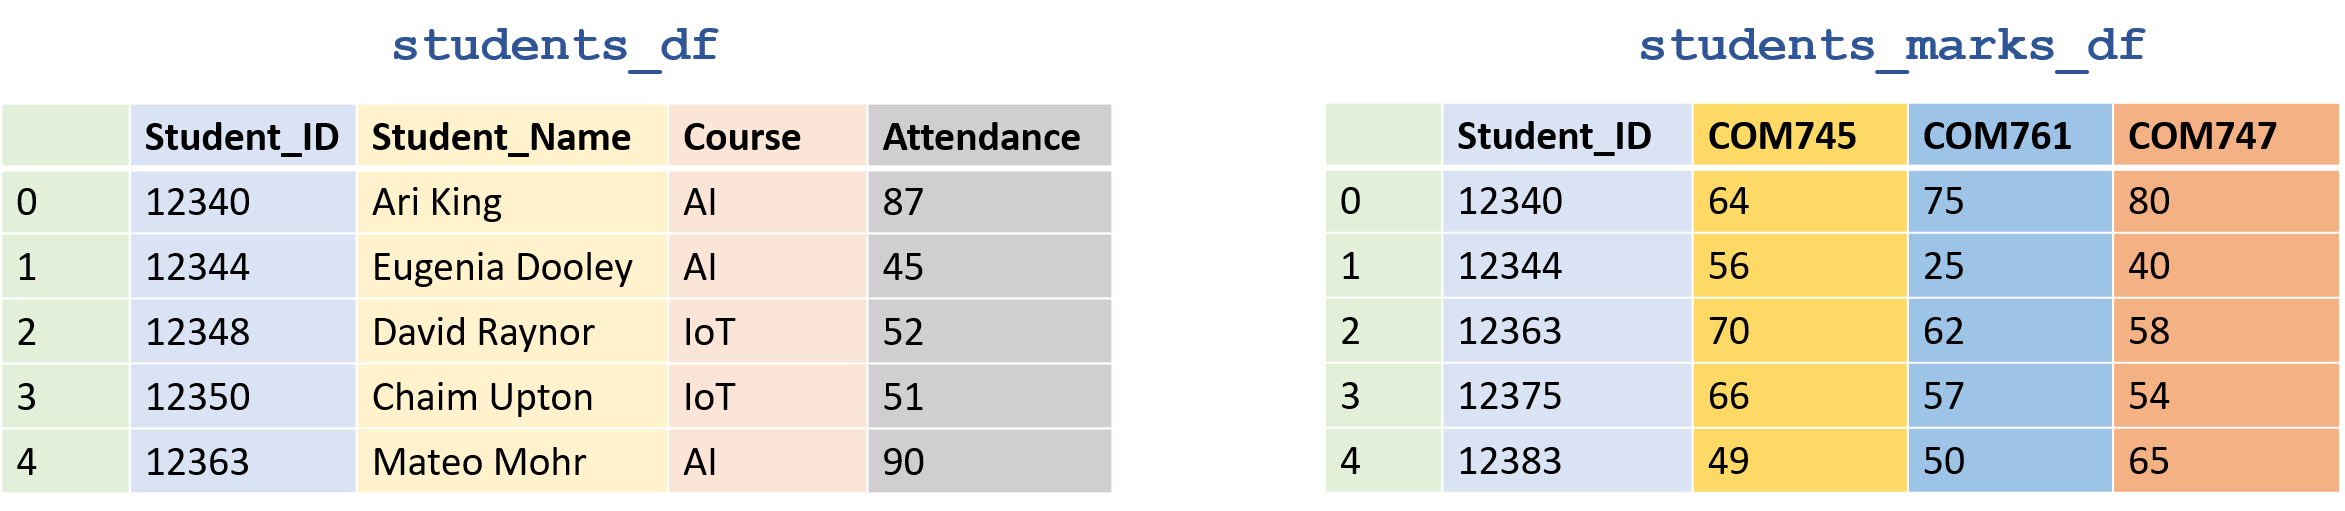 students_df
Student_ID Student_Name Course Attendance
0 12340 Ari King AI 87
1 12344 Eugenia Dooley AI 45
2 12348 David Raynor IoT 52
3 12350 Chaim Upton IoT 51
4 12363 Mateo Mohr AI 90
students_marks_df
Student_ID COM745 COM761 COM747
0 12340 64 75 80
1 12344 56 25 40
2 12363 70 62 58
3 12375 66 57 54
4 12383 49 50 65